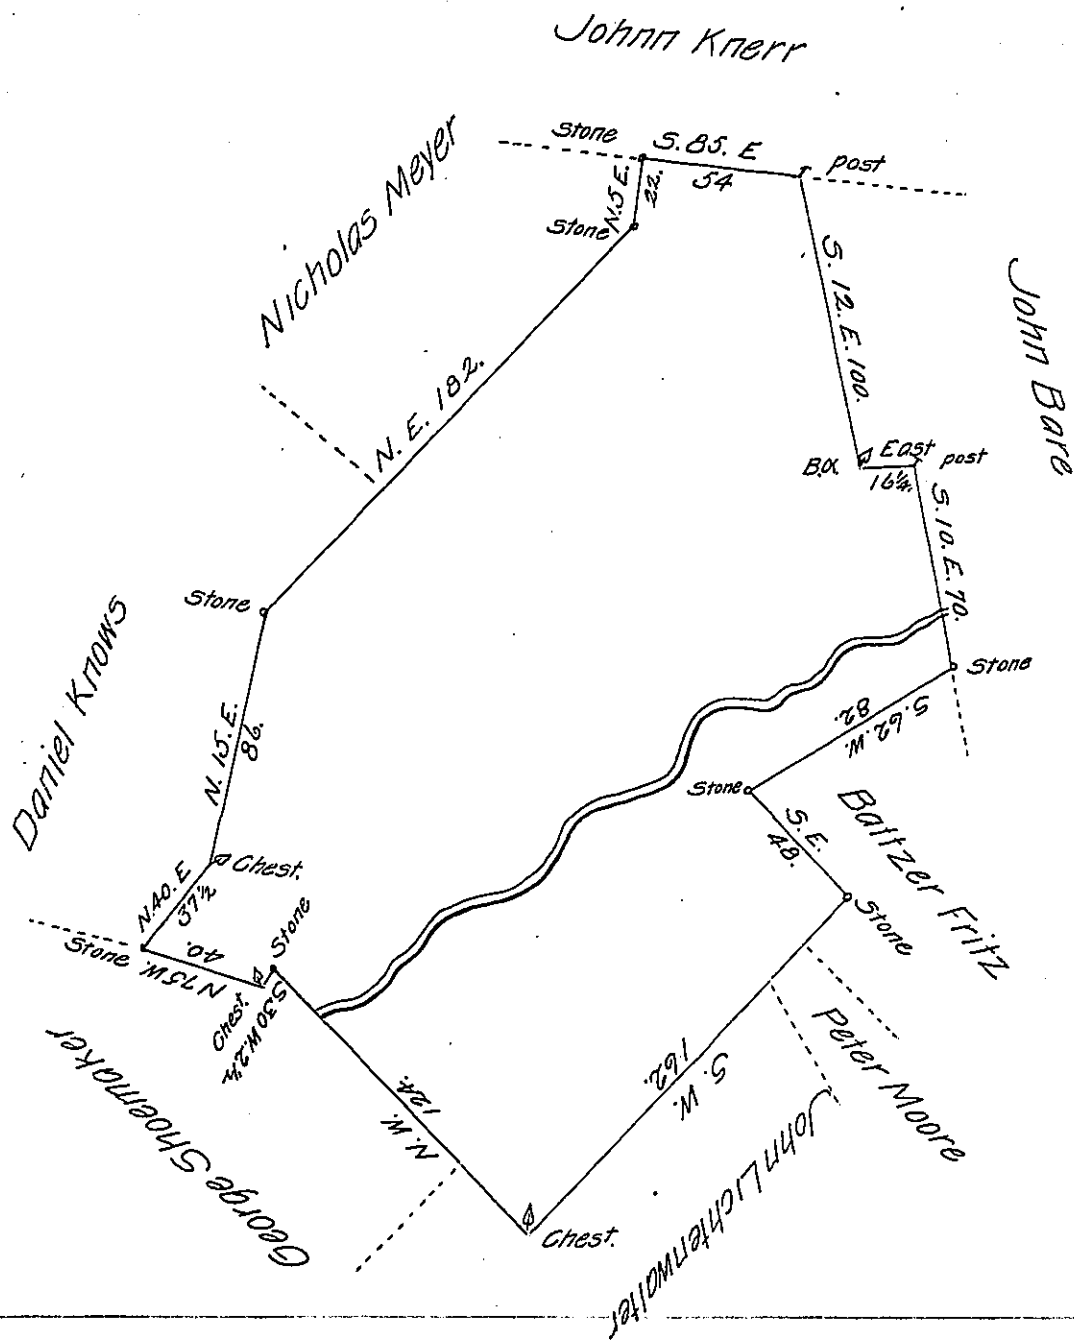 Johnn Knerr
Nicholas Meyer
Stone
S. 85. E
54
post
N. 5 E.
22.
Stone
S. 12. E. 100.
John Bare
N. E. 182.
B.O.
East
16¼.
post
S. 10. E. 70.
Stone
Stone
Daniel Knows
S. 62. W.
82.
N. 15. E.
86.
Stone
S. E.
48.
Baltzer Fritz
Chest.
N. 40. E
37½
Stone
Stone
Stone
N 75 W.
40.
Chest.
S 30 W. 2½
Peter Moore
George Shoemaker
N. W.
124.
S. W.
162.
John Lichtenwalter
Chest.